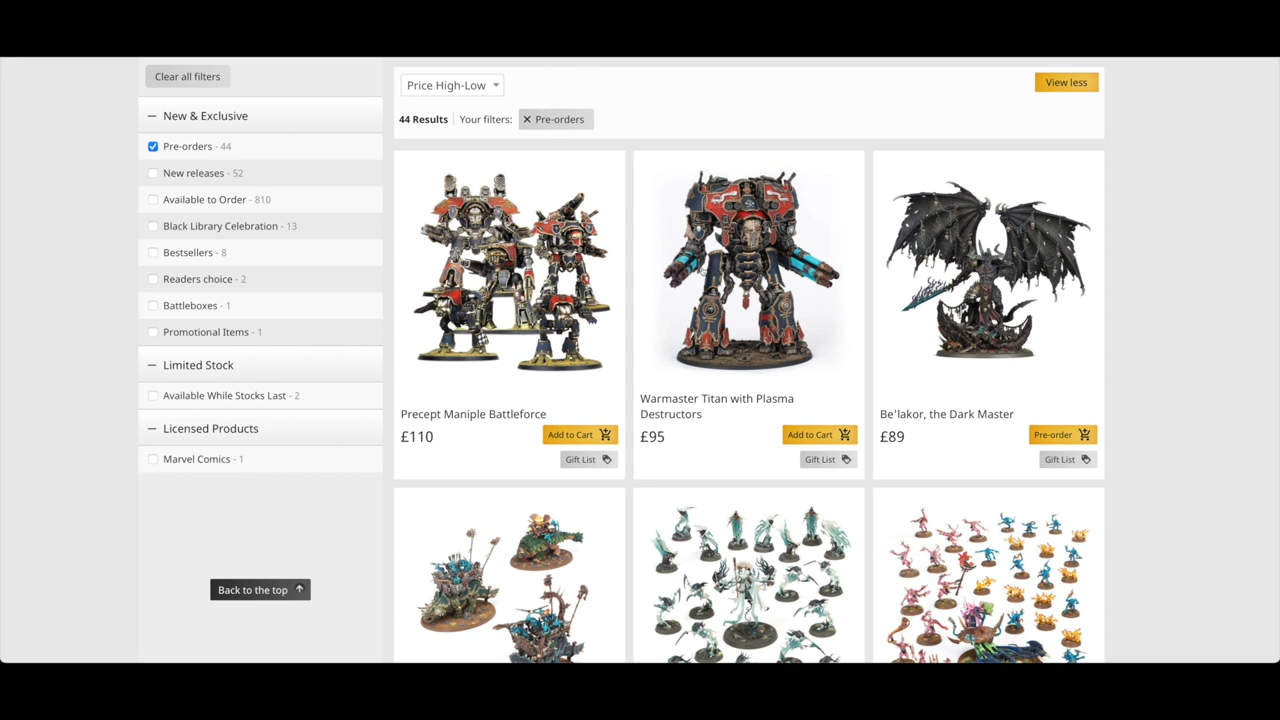 Clear all filters
New & Exclusive
Pre-orders - 44
New releases - 52
Available to Order - 810
Black Library Celebration - 13
Bestsellers - 8
Readers choice - 2
Battleboxes - 1
Promotional Items - 1
Limited Stock
Available While Stocks Last - 2
Licensed Products
Marvel Comics - 1
Back to the top
Price High-Low
View less
44 Results
Your filters:
Pre-orders
Precept Maniple Battleforce
£110
Add to Cart
Gift List
Warmaster Titan with Plasma
Destructors
£95
Add to Cart
Gift List
Be'lakor, the Dark Master
£89
Pre-order
Gift List